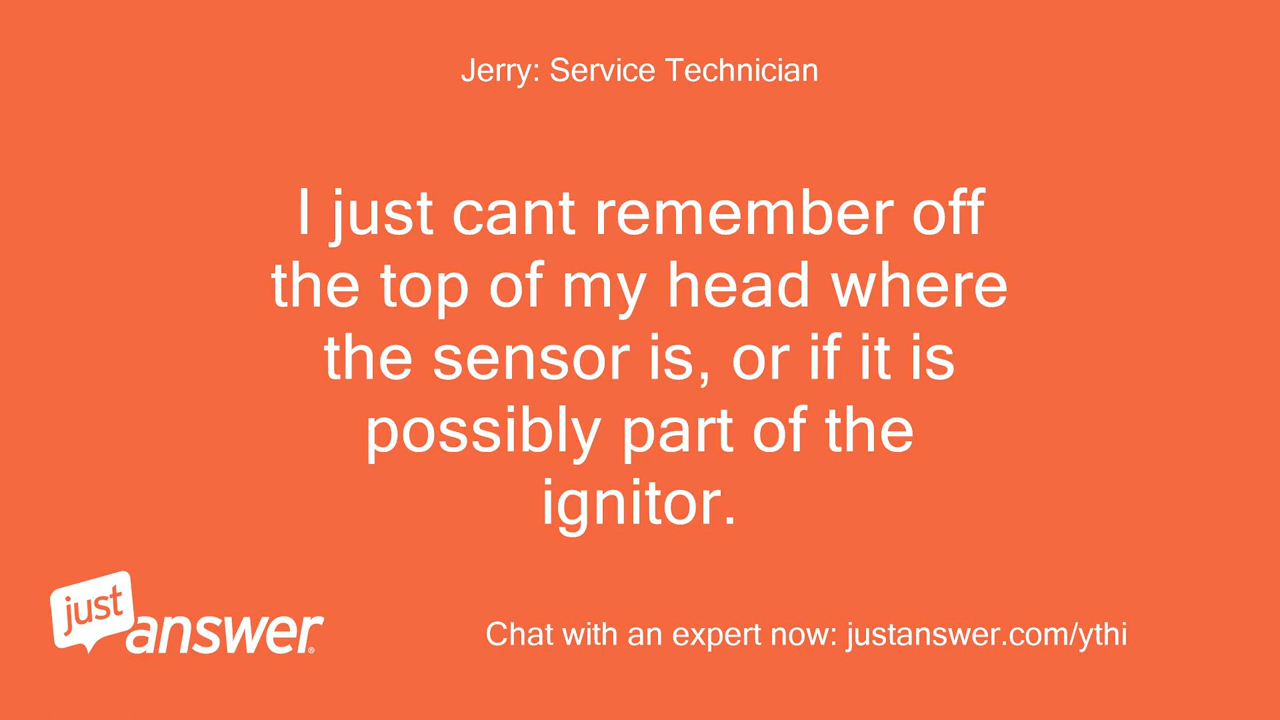 Jerry: Service Technician
I just cant remember off
the top of my head where
the sensor is, or if it is
possibly part of the
ignitor.
just
answer®
Chat with an expert now: justanswer.com/ythi